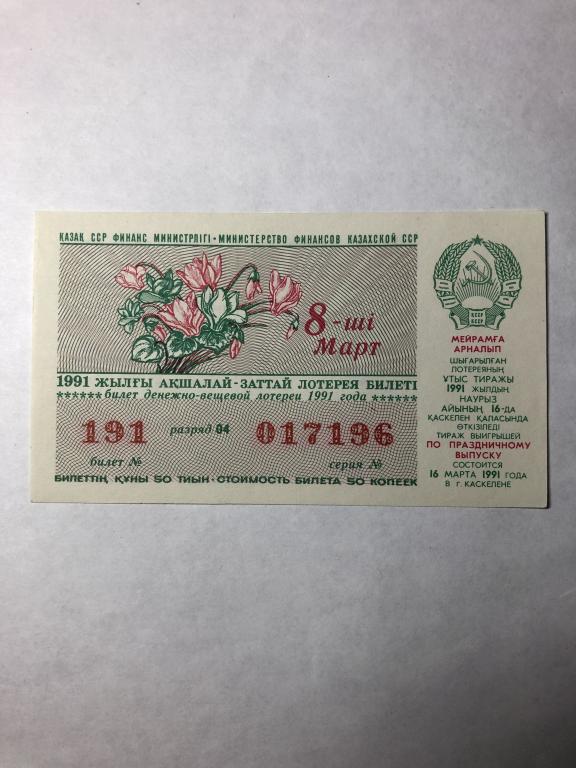 ҚАЗАҚ ССР ФИНАНС МИНИСТРЛІГІ • МИНИСТЕРСТВО ФИНАНСОВ КАЗАХСКОЙ ССР
8-ші
Март
1991 ЖЫЛҒЫ АҚШАЛАЙ-ЗАТТАЙ ЛОТЕРЕЯ БИЛЕТІ
****** билет денежно-вещевой лотереи 1991 года ******
191 разряд 04 017196
билет № серия №
БИЛЕТТІҢ ҚҰНЫ 50 ТИЫН • СТОИМОСТЬ БИЛЕТА 50 КОПЕЕК
ҚССР
КССР
МЕЙРАМҒА
АРНАЛЫП
ШЫҒАРЫЛҒАН
ЛОТЕРЕЯНЫҢ
ҰТЫС ТИРАЖЫ
1991 ЖЫЛДЫҢ
НАУРЫЗ
АЙЫНЫҢ 16-ДА
ҚАСКЕЛЕН ҚАЛАСЫНДА
ӨТКІЗІЛЕДІ
ТИРАЖ ВЫИГРЫШЕЙ
ПО ПРАЗДНИЧНОМУ
ВЫПУСКУ
СОСТОИТСЯ
16 МАРТА 1991 ГОДА
В г. КАСКЕЛЕНЕ